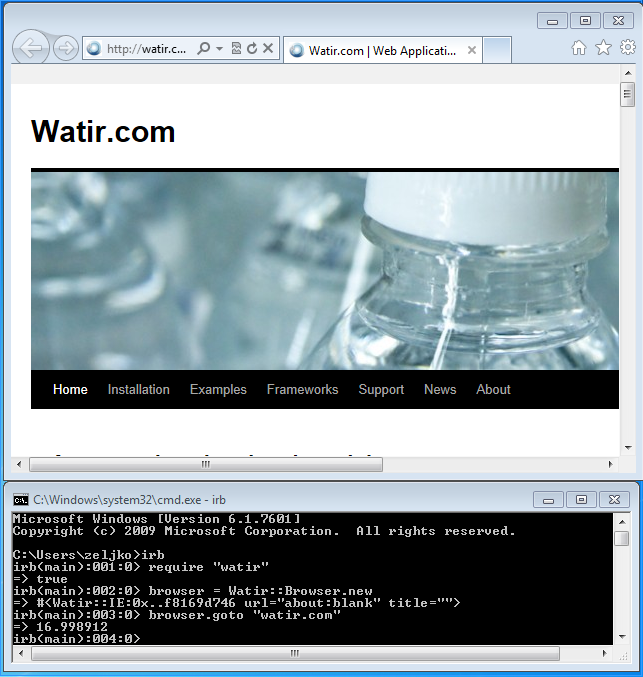 http://watir.c...
Watir.com | Web Applicati...
Watir.com
Home Installation Examples Frameworks Support News About
C:\Windows\system32\cmd.exe - irb
Microsoft Windows [Version 6.1.7601]
Copyright (c) 2009 Microsoft Corporation.  All rights reserved.
C:\Users\zeljko>irb
irb(main):001:0> require "watir"
=> true
irb(main):002:0> browser = Watir::Browser.new
=> #<Watir::IE:0x..f8169d746 url="about:blank" title="">
irb(main):003:0> browser.goto "watir.com"
=> 16.998912
irb(main):004:0>